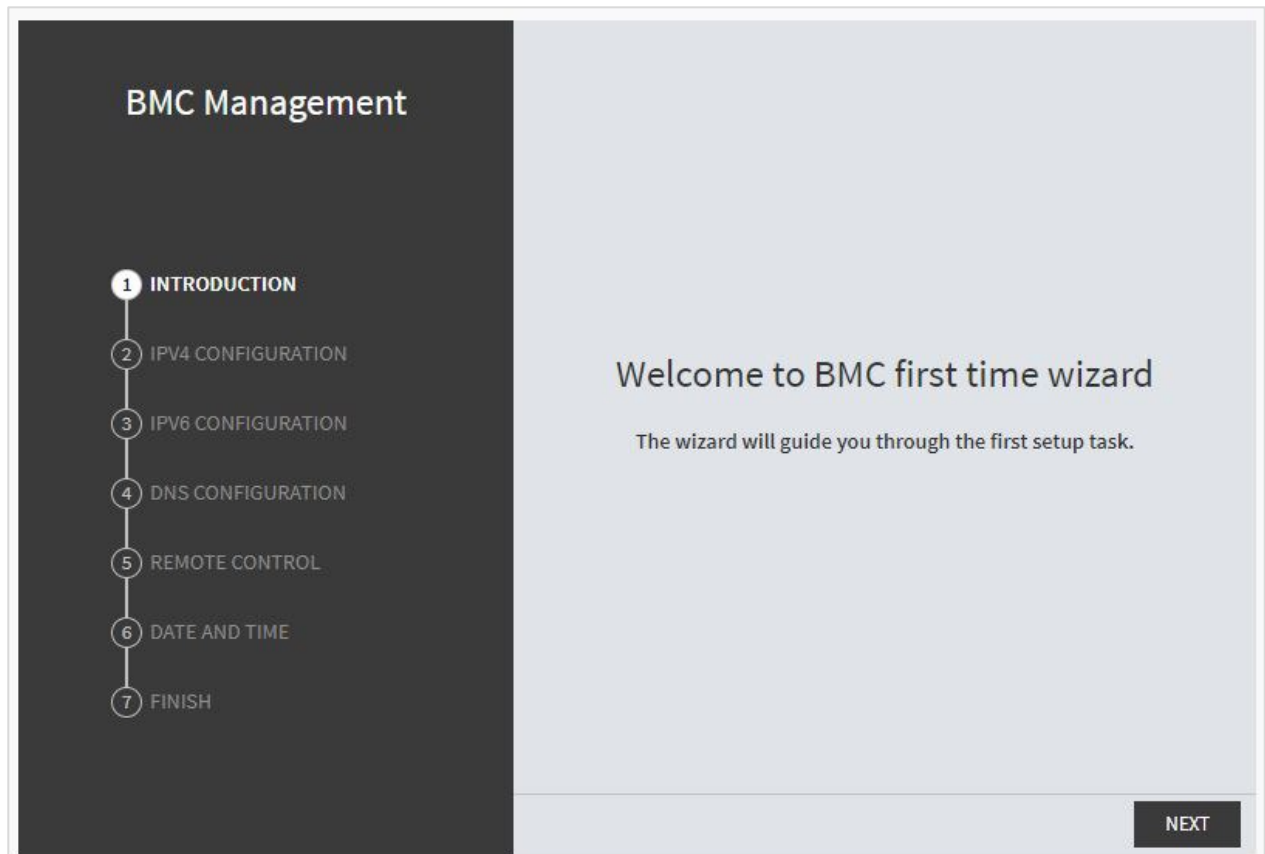 BMC Management
1 INTRODUCTION
2 IPV4 CONFIGURATION
3 IPV6 CONFIGURATION
4 DNS CONFIGURATION
5 REMOTE CONTROL
6 DATE AND TIME
7 FINISH
Welcome to BMC first time wizard
The wizard will guide you through the first setup task.
NEXT